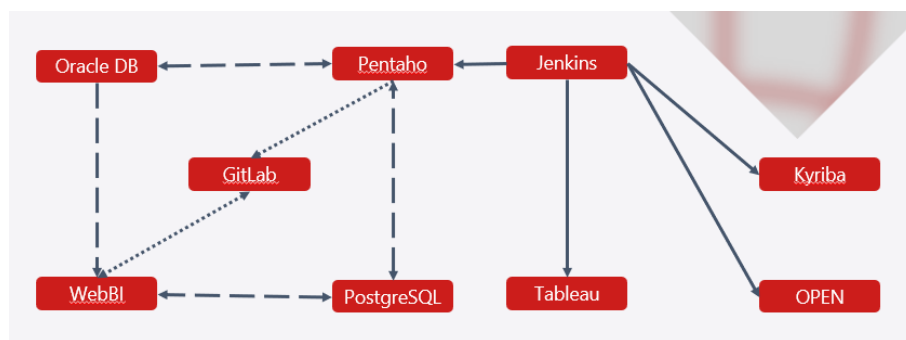 Oracle DB
Pentaho
Jenkins
GitLab
Kyriba
WebBI
PostgreSQL
Tableau
OPEN